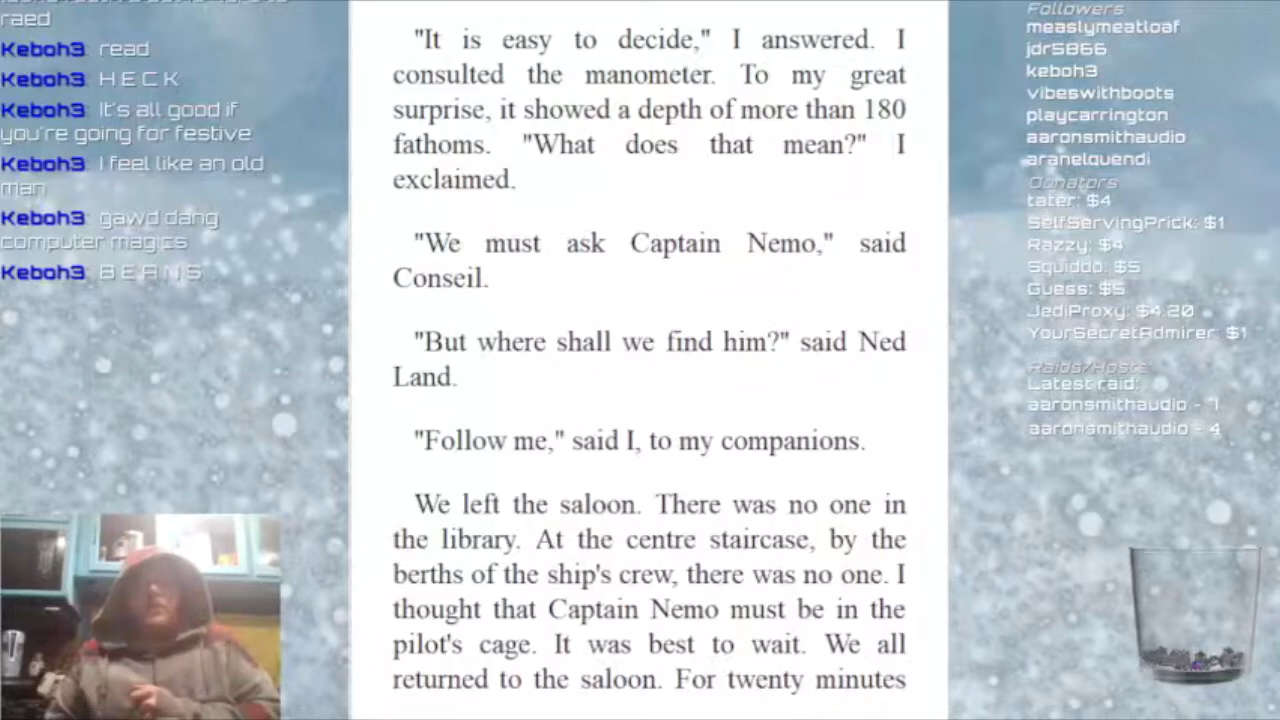 raed
Keboh3: read
Keboh3: H E C K
Keboh3: It's all good if
you're going for festive
Keboh3: I feel like an old
man
Keboh3: gawd dang
computer magics
Keboh3: B E A N S
"It is easy to decide," I answered. I
consulted the manometer. To my great
surprise, it showed a depth of more than 180
fathoms. "What does that mean?" I
exclaimed.
"We must ask Captain Nemo," said
Conseil.
"But where shall we find him?" said Ned
Land.
"Follow me," said I, to my companions.
We left the saloon. There was no one in
the library. At the centre staircase, by the
berths of the ship's crew, there was no one. I
thought that Captain Nemo must be in the
pilot's cage. It was best to wait. We all
returned to the saloon. For twenty minutes
Followers
measlymeatloaf
jdr5866
keboh3
vibeswithboots
playcarrington
aaronsmithaudio
aranelquendi
Donators
tater: $4
SelfServingPrick: $1
Razzy: $4
Squiddo: $5
Guess: $5
JediProxy: $4.20
YourSecretAdmirer: $1
Raids/Hosts
Latest raid:
aaronsmithaudio - 1
aaronsmithaudio - 4